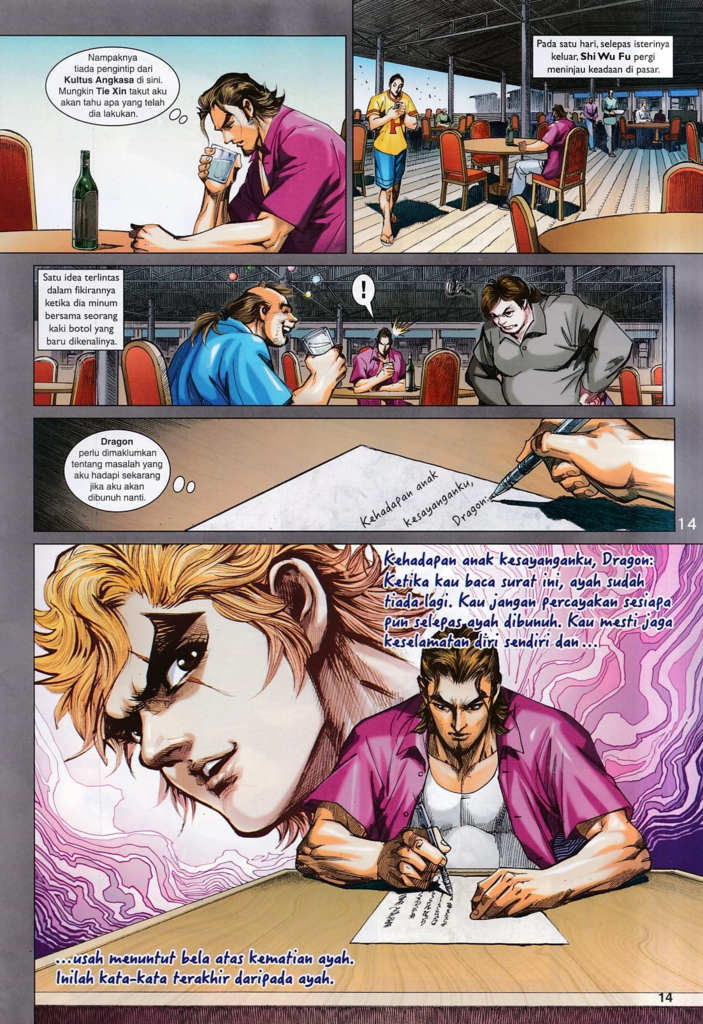 Nampaknya
tiada pengintip dari
Kultus Angkasa di sini.
Mungkin Tie Xin takut aku
akan tahu apa yang telah
dia lakukan.
Pada satu hari, selepas isterinya
keluar, Shi Wu Fu pergi
meninjau keadaan di pasar.
Satu idea terlintas
dalam fikirannya
ketika dia minum
bersama seorang
kaki botol yang
baru dikenalinya.
!
Dragon
perlu dimaklumkan
tentang masalah yang
aku hadapi sekarang
jika aku akan
dibunuh nanti.
Kehadapan anak
kesayanganku,
Dragon:
14
Kehadapan anak kesayanganku, Dragon:
Ketika kau baca surat ini, ayah sudah
tiada lagi. Kau jangan percayakan sesiapa
pun selepas ayah dibunuh. Kau mesti jaga
keselamatan diri sendiri dan ...
...usah menuntut bela atas kematian ayah.
Inilah kata-kata terakhir daripada ayah.
14